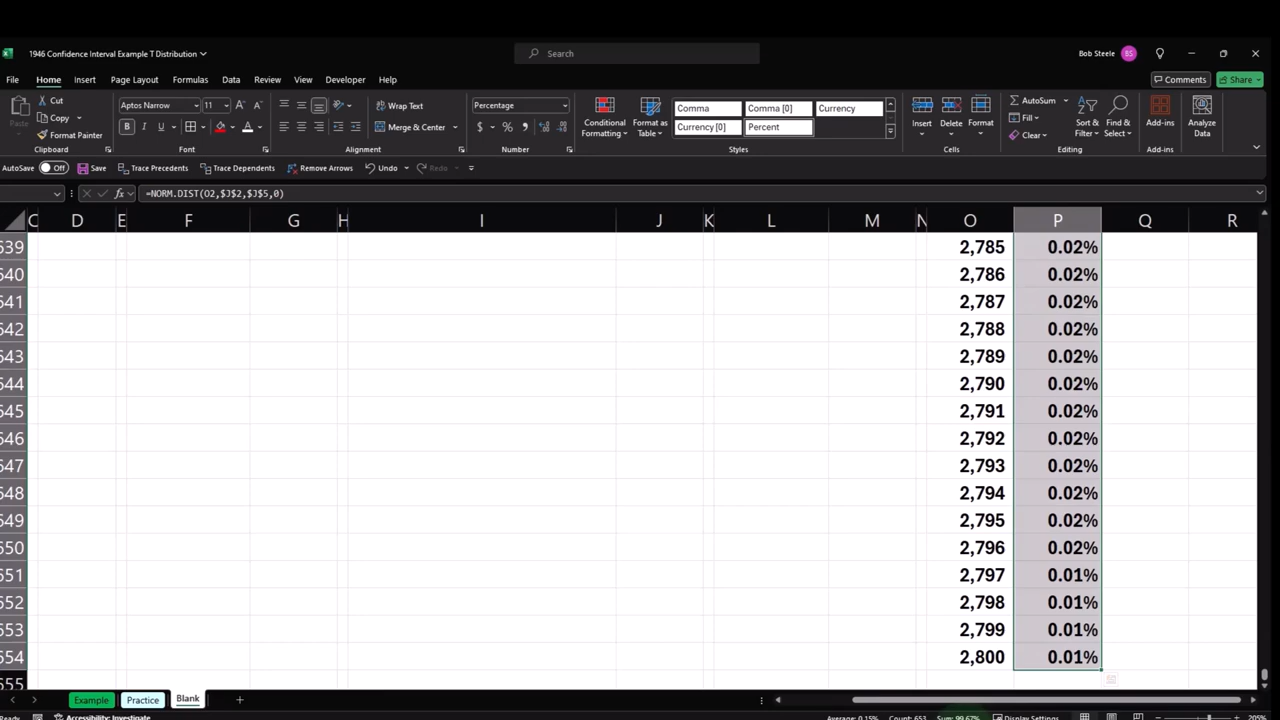 1946 Confidence Interval Example T Distribution
Search
Bob Steele
BS
File
Home
Insert
Page Layout
Formulas
Data
Review
View
Automate
Developer
Help
Comments
Share
Cut
Copy
Format Painter
Clipboard
Aptos Narrow
11
Font
Wrap Text
Merge & Center
Alignment
Percentage
Number
Conditional
Formatting
Format as
Table
Comma
Comma [0]
Currency
Currency [0]
Percent
Styles
Insert
Delete
Format
Cells
AutoSum
Fill
Clear
Sort &
Filter
Find &
Select
Editing
Add-ins
Add-ins
Analyze
Data
AutoSave
Off
Save
Trace Precedents
Trace Dependents
Remove Arrows
Undo
Redo
fx
=NORM.DIST(O2,$J$2,$J$5,0)
C D E F G H I J K L M N O P Q R
639 2,785 0.02%
640 2,786 0.02%
641 2,787 0.02%
642 2,788 0.02%
643 2,789 0.02%
644 2,790 0.02%
645 2,791 0.02%
646 2,792 0.02%
647 2,793 0.02%
648 2,794 0.02%
649 2,795 0.02%
650 2,796 0.02%
651 2,797 0.01%
652 2,798 0.01%
653 2,799 0.01%
654 2,800 0.01%
655
Example
Practice
Blank
Ready
Accessibility: Investigate
Average: 0.15%
Count: 653
Sum: 99.67%
Display Settings
205%